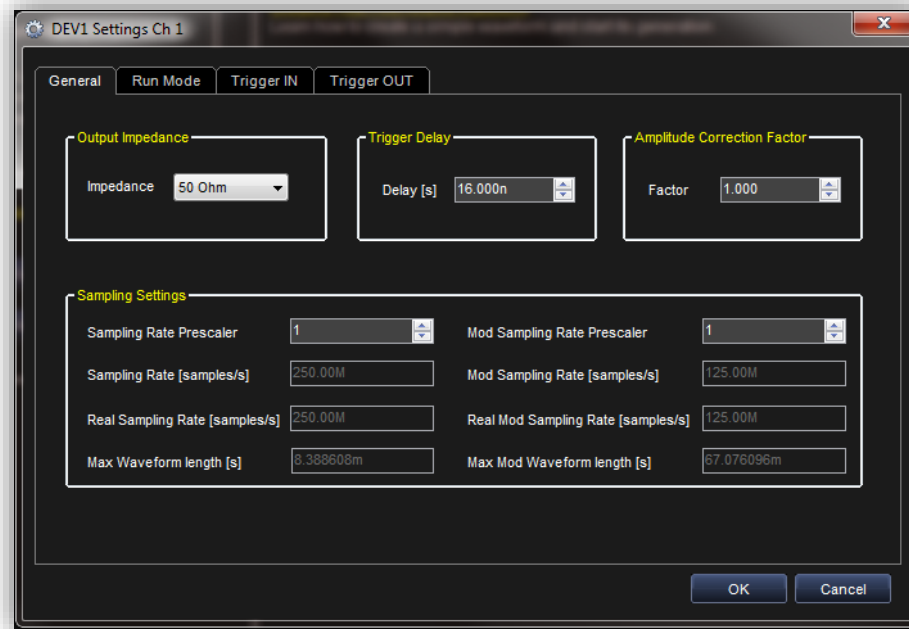 DEV1 Settings Ch 1
General Run Mode Trigger IN Trigger OUT
Output Impedance Trigger Delay Amplitude Correction Factor
Impedance 50 Ohm Delay [s] 16.000n Factor 1.000
Sampling Settings
Sampling Rate Prescaler 1 Mod Sampling Rate Prescaler 1
Sampling Rate [samples/s] 250.00M Mod Sampling Rate [samples/s] 125.00M
Real Sampling Rate [samples/s] 250.00M Real Mod Sampling Rate [samples/s] 125.00M
Max Waveform length [s] 8.388608m Max Mod Waveform length [s] 67.076096m
OK Cancel